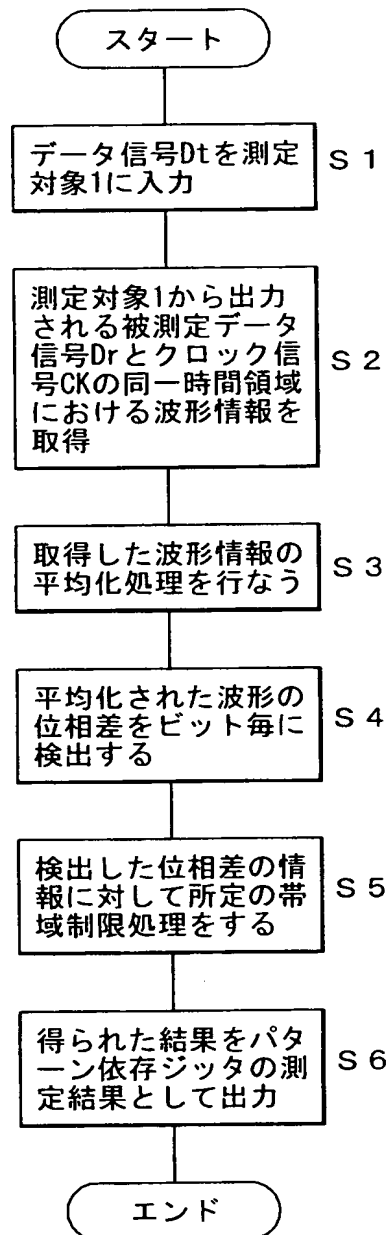 スタート
データ信号Dtを測定
対象1に入力
S1
測定対象1から出力
される被測定データ
信号Drとクロック信
号CKの同一時間領域
における波形情報を
取得
S2
取得した波形情報の
平均化処理を行なう
S3
平均化された波形の
位相差をビット毎に
検出する
S4
検出した位相差の情
報に対して所定の帯
域制限処理をする
S5
得られた結果をパタ
ーン依存ジッタの測
定結果として出力
S6
エンド